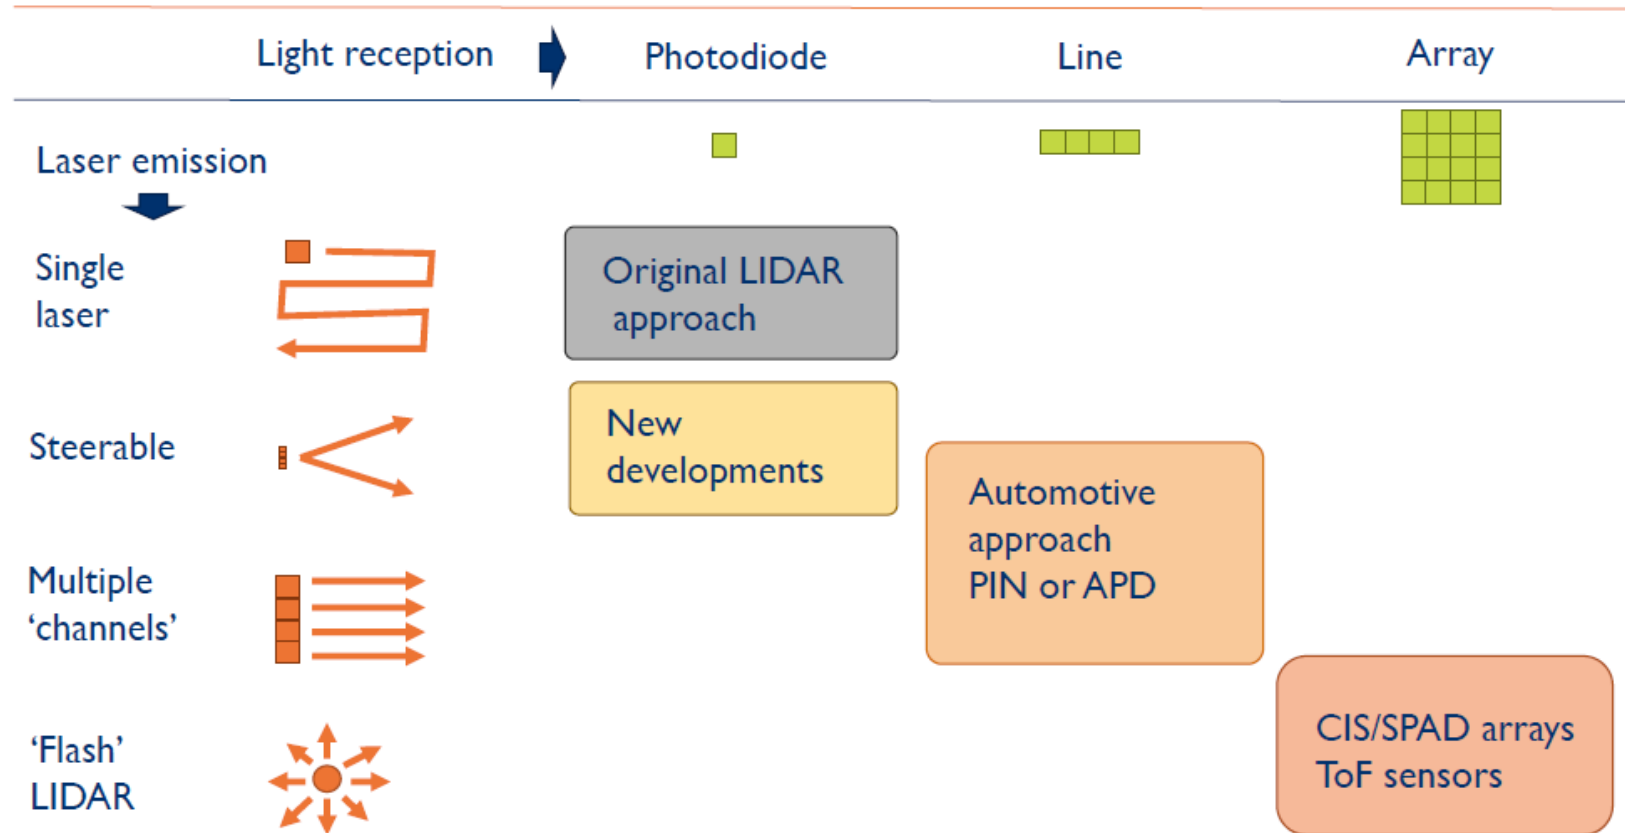 Light reception
Photodiode
Line
Array
Laser emission
Single
laser
Original LIDAR
approach
Steerable
New
developments
Automotive
approach
PIN or APD
Multiple
‘channels’
‘Flash’
LIDAR
CIS/SPAD arrays
ToF sensors